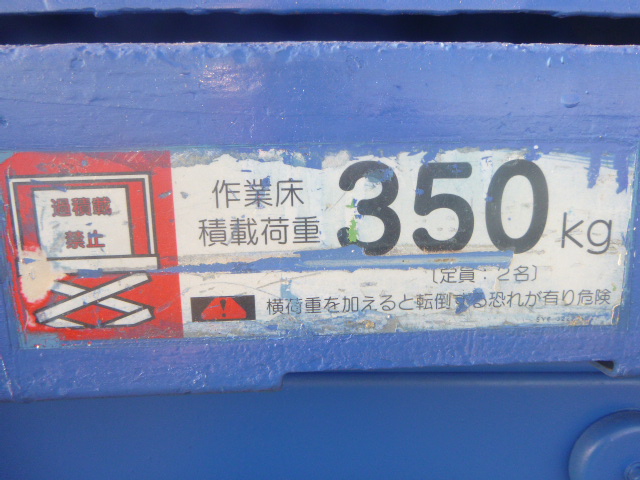 過積載
禁止
作業床
積載荷重
350kg
〔定員：2名〕
横荷重を加えると転倒する恐れが有り危険